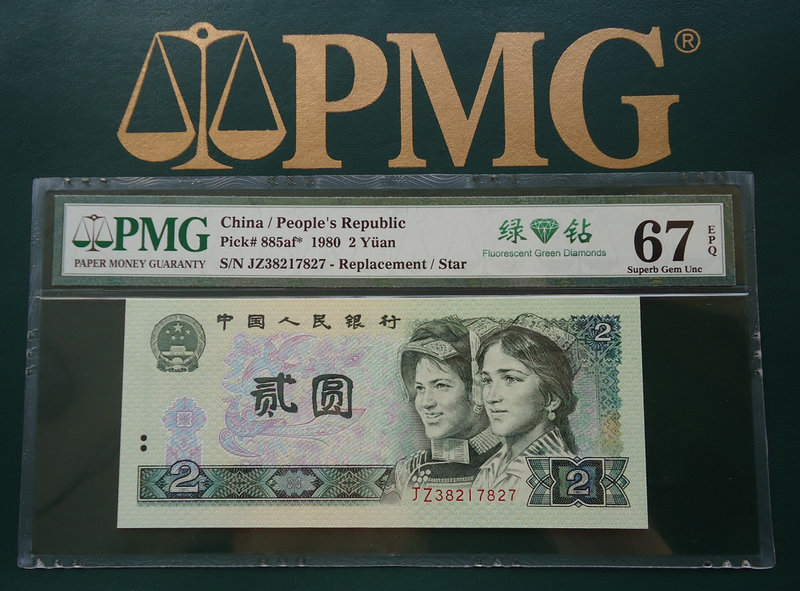 PMG®
PMG
PAPER MONEY GUARANTY
China / People's Republic
Pick# 885af* 1980 2 Yüan
S/N JZ38217827 - Replacement / Star
绿 钻
Fluorescent Green Diamonds
67
EPQ
Superb Gem Unc
中国人民银行
2
贰圆
2
JZ38217827
2